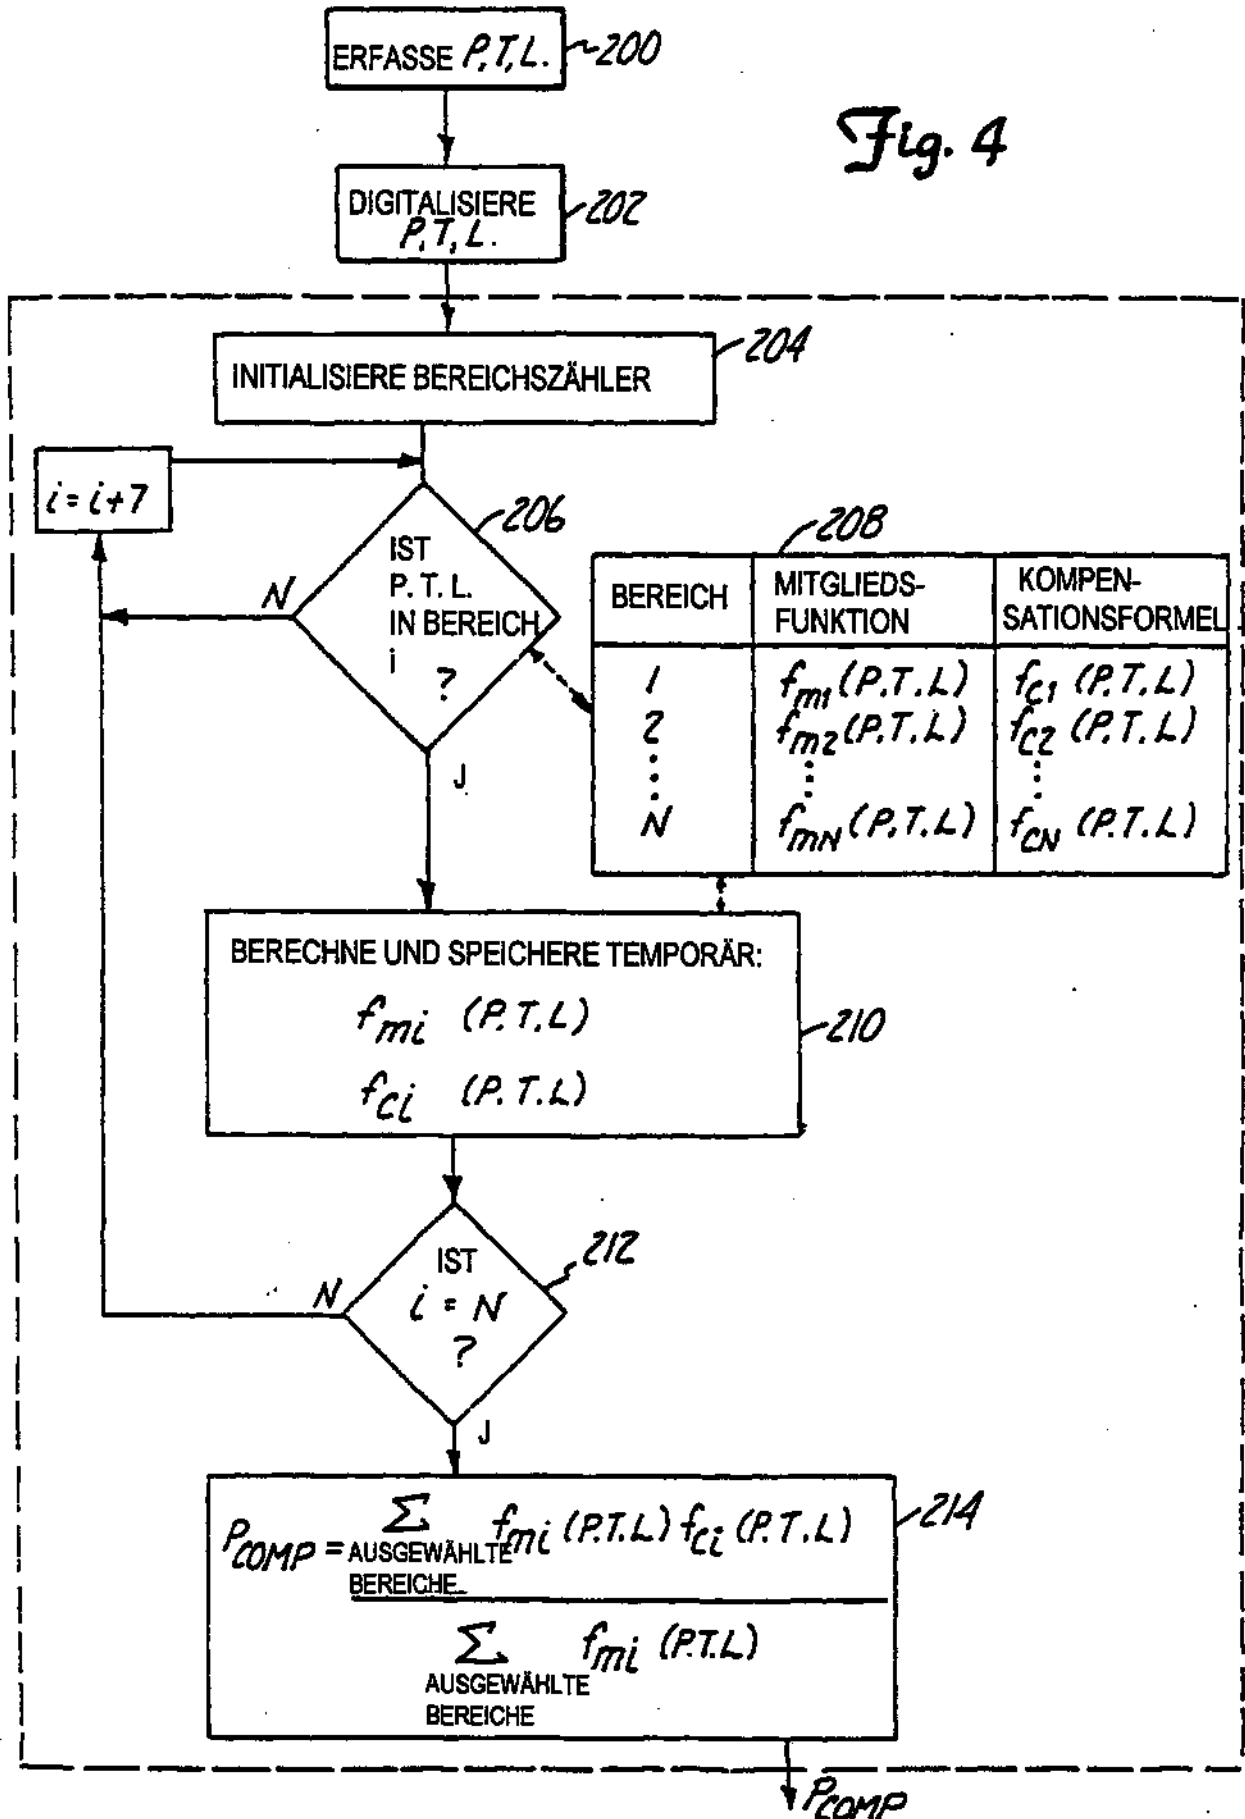 ERFASSE P,T,L. 200
Fig. 4
DIGITALISIERE 202
P,T,L.
204
INITIALISIERE BEREICHSZÄHLER
i = i+7
206
IST
P. T. L.
IN BEREICH
i
?
N
J
208
BEREICH MITGLIEDS- KOMPEN-
FUNKTION SATIONSFORMEL
1 fm1 (P.T.L) fc1 (P.T.L)
2 fm2 (P.T.L) fc2 (P.T.L)
⋮ ⋮ ⋮
N fmN (P.T.L) fcN (P.T.L)
BERECHNE UND SPEICHERE TEMPORÄR:
fmi (P.T.L)
210
fci (P.T.L)
212
IST
i = N
?
N
J
214
PCOMP = Σ fmi (P.T.L) fci (P.T.L)
AUSGEWÄHLTE
BEREICHE
Σ fmi (P.T.L)
AUSGEWÄHLTE
BEREICHE
PCOMP